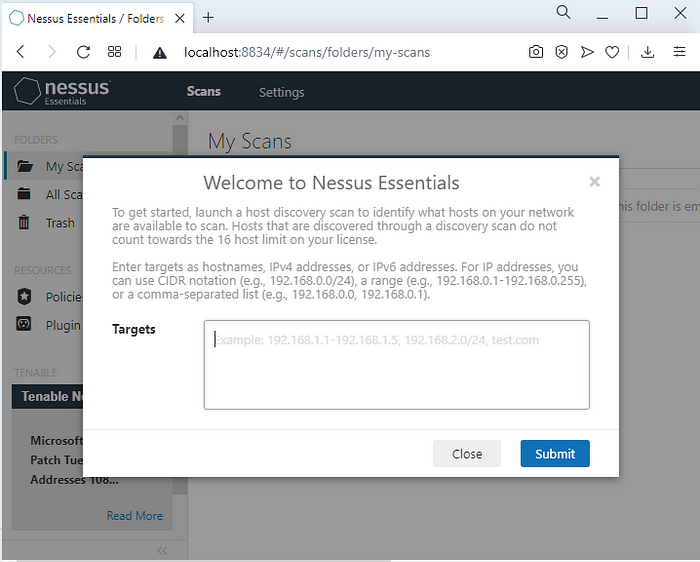 Nessus Essentials / Folders
localhost:8834/#/scans/folders/my-scans
nessus
Essentials
Scans
Settings
FOLDERS
My Sca
All Sca
Trash
RESOURCES
Policie
Plugin
TENABLE
Tenable Ne
Microsoft
Patch Tue
Addresses 108...
Read More
My Scans
his folder is em
Welcome to Nessus Essentials
To get started, launch a host discovery scan to identify what hosts on your network
are available to scan. Hosts that are discovered through a discovery scan do not
count towards the 16 host limit on your license.
Enter targets as hostnames, IPv4 addresses, or IPv6 addresses. For IP addresses, you
can use CIDR notation (e.g., 192.168.0.0/24), a range (e.g., 192.168.0.1-192.168.0.255),
or a comma-separated list (e.g., 192.168.0.0, 192.168.0.1).
Targets
Example: 192.168.1.1-192.168.1.5, 192.168.2.0/24, test.com
Close
Submit